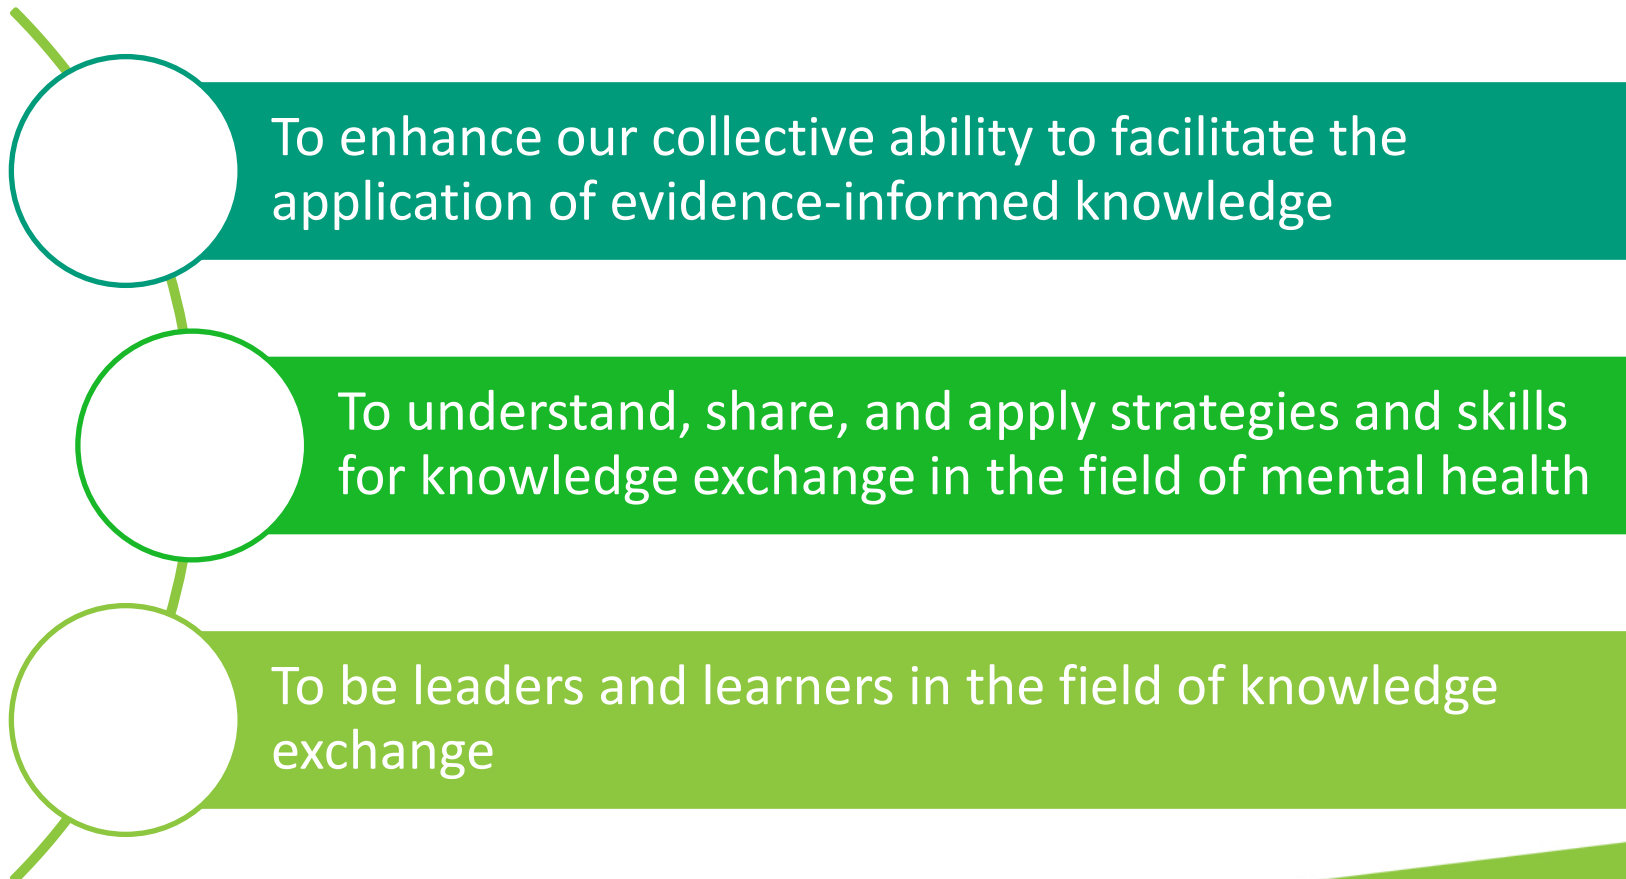 To enhance our collective ability to facilitate the
application of evidence-informed knowledge
To understand, share, and apply strategies and skills
for knowledge exchange in the field of mental health
To be leaders and learners in the field of knowledge
exchange